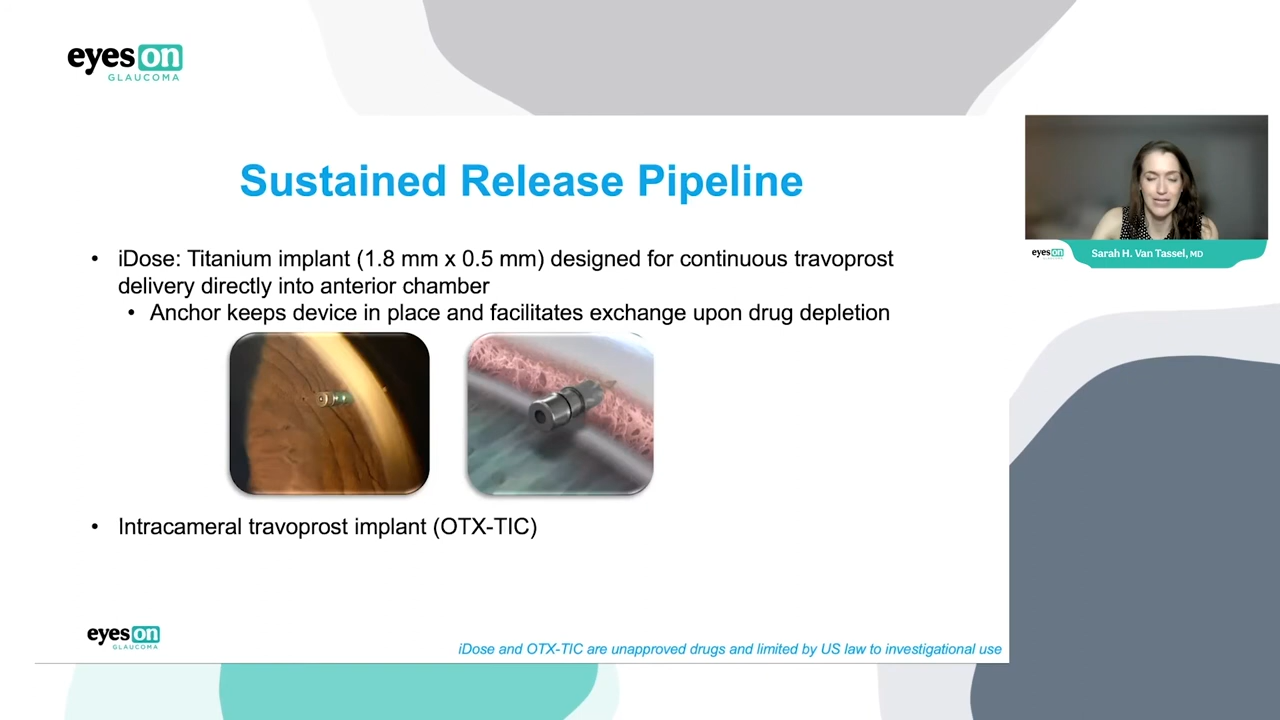 eyes on
GLAUCOMA
Sustained Release Pipeline
• iDose: Titanium implant (1.8 mm x 0.5 mm) designed for continuous travoprost
delivery directly into anterior chamber
• Anchor keeps device in place and facilitates exchange upon drug depletion
• Intracameral travoprost implant (OTX-TIC)
eyes on
GLAUCOMA
iDose and OTX-TIC are unapproved drugs and limited by US law to investigational use
eyes on
Sarah H. Van Tassel, MD